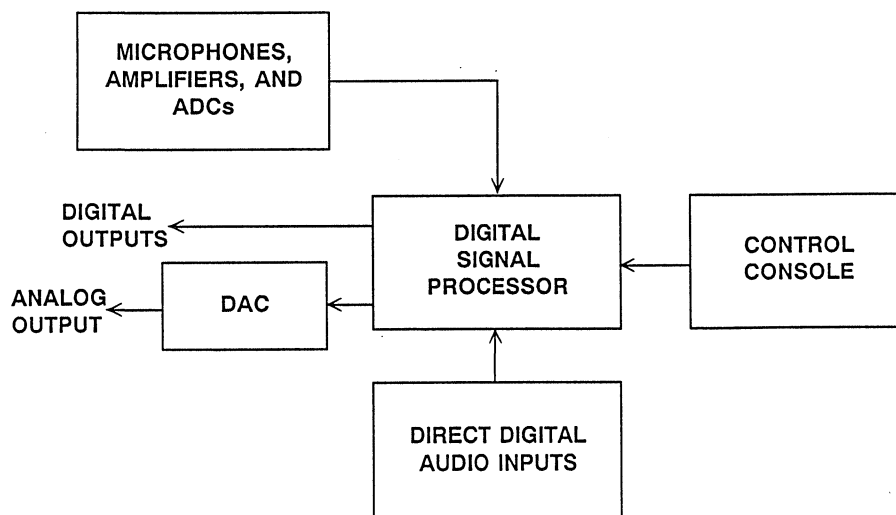 MICROPHONES,
AMPLIFIERS, AND
ADCs
DIGITAL
OUTPUTS
DIGITAL
SIGNAL
PROCESSOR
CONTROL
CONSOLE
ANALOG
OUTPUT
DAC
DIRECT DIGITAL
AUDIO INPUTS